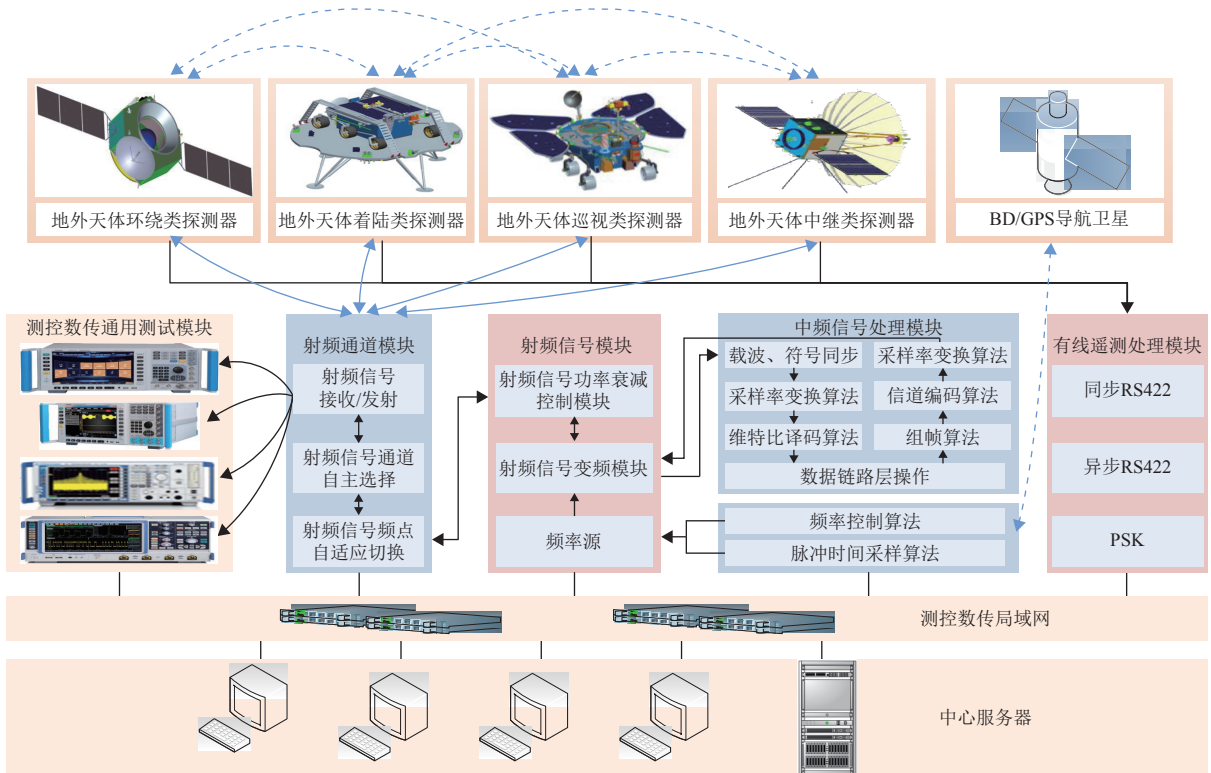 地外天体环绕类探测器
地外天体着陆类探测器
地外天体巡视类探测器
地外天体中继类探测器
BD/GPS导航卫星
测控数传通用测试模块
射频通道模块
射频信号
接收/发射
射频信号通道
自主选择
射频信号频点
自适应切换
射频信号模块
射频信号功率衰减
控制模块
射频信号变频模块
频率源
中频信号处理模块
载波、符号同步
采样率变换算法
采样率变换算法
信道编码算法
维特比译码算法
组帧算法
数据链路层操作
频率控制算法
脉冲时间采样算法
有线遥测处理模块
同步RS422
异步RS422
PSK
测控数传局域网
中心服务器